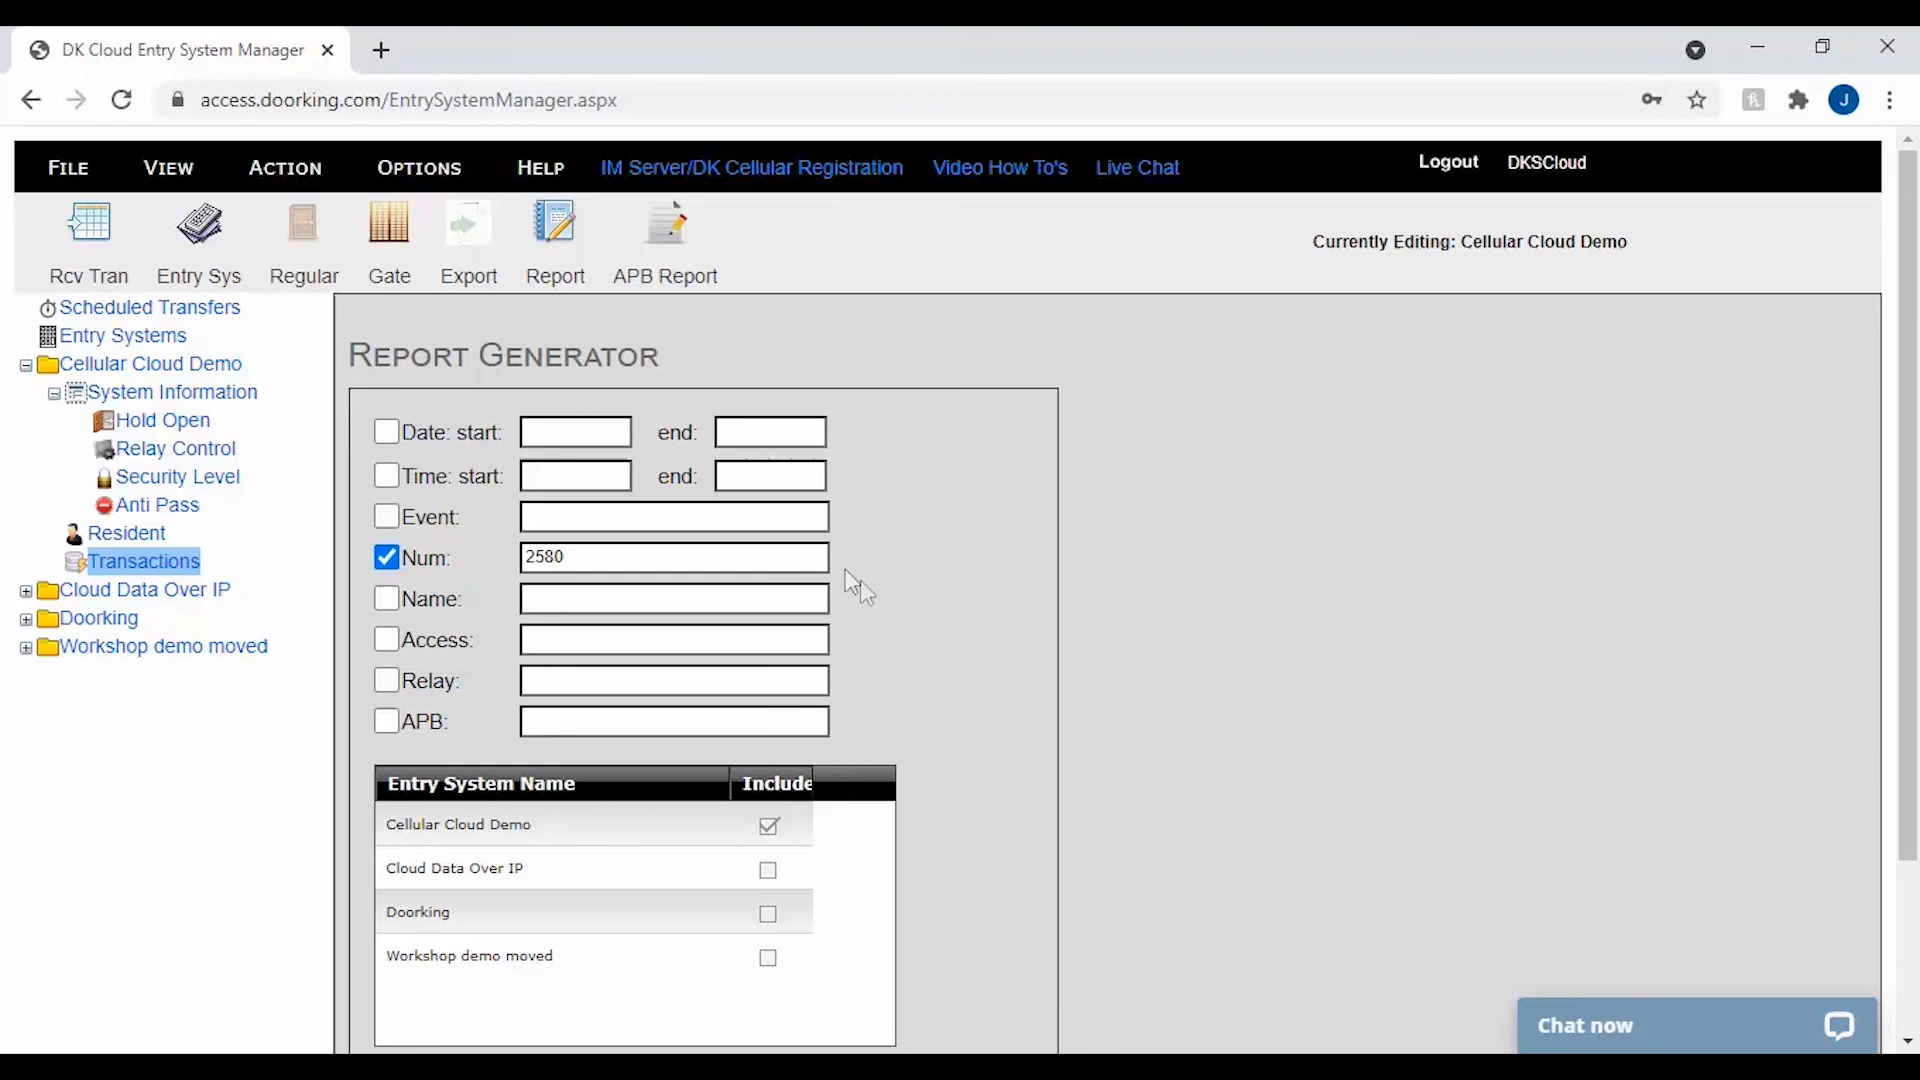 DK Cloud Entry System Manager
access.doorking.com/EntrySystemManager.aspx
J
FILE VIEW ACTION OPTIONS HELP IM Server/DK Cellular Registration Video How To's Live Chat Logout DKSCloud
Rcv Tran Entry Sys Regular Gate Export Report APB Report
Currently Editing: Cellular Cloud Demo
Scheduled Transfers
Entry Systems
Cellular Cloud Demo
System Information
Hold Open
Relay Control
Security Level
Anti Pass
Resident
Transactions
Cloud Data Over IP
Doorking
Workshop demo moved
REPORT GENERATOR
Date: start: end:
Time: start: end:
Event:
Num: 2580
Name:
Access:
Relay:
APB:
Entry System Name Include
Cellular Cloud Demo
Cloud Data Over IP
Doorking
Workshop demo moved
Chat now